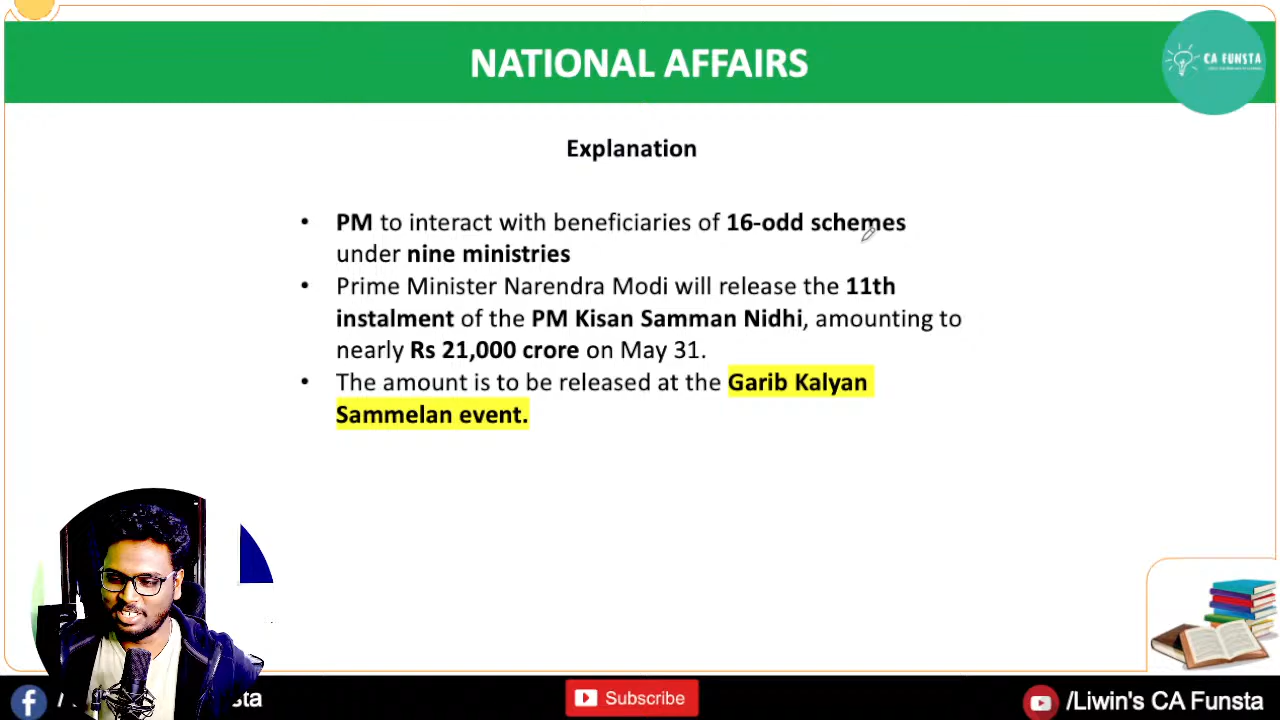 NATIONAL AFFAIRS
CA FUNSTA
Explanation
• PM to interact with beneficiaries of 16-odd schemes
under nine ministries
• Prime Minister Narendra Modi will release the 11th
instalment of the PM Kisan Samman Nidhi, amounting to
nearly Rs 21,000 crore on May 31.
• The amount is to be released at the Garib Kalyan
Sammelan event.
Subscribe
/Liwin's CA Funsta